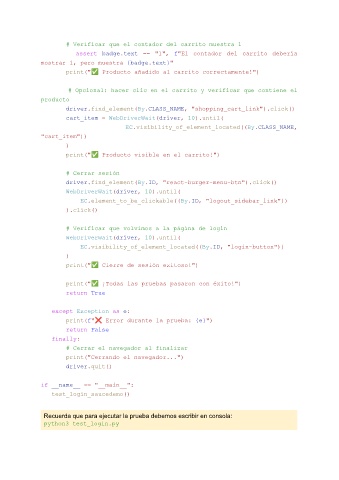 # Verificar que el contador del carrito muestra 1
assert badge.text == "1", f"El contador del carrito debería
mostrar 1, pero muestra {badge.text}"
print("✅ Producto añadido al carrito correctamente!")
# Opcional: hacer clic en el carrito y verificar que contiene el
producto
driver.find_element(By.CLASS_NAME, "shopping_cart_link").click()
cart_item = WebDriverWait(driver, 10).until(
EC.visibility_of_element_located((By.CLASS_NAME,
"cart_item"))
)
print("✅ Producto visible en el carrito!")
# Cerrar sesión
driver.find_element(By.ID, "react-burger-menu-btn").click()
WebDriverWait(driver, 10).until(
EC.element_to_be_clickable((By.ID, "logout_sidebar_link"))
).click()
# Verificar que volvimos a la página de login
WebDriverWait(driver, 10).until(
EC.visibility_of_element_located((By.ID, "login-button"))
)
print("✅ Cierre de sesión exitoso!")
print("✅ ¡Todas las pruebas pasaron con éxito!")
return True
except Exception as e:
print(f"❌ Error durante la prueba: {e}")
return False
finally:
# Cerrar el navegador al finalizar
print("Cerrando el navegador...")
driver.quit()
if __name__ == "__main__":
test_login_saucedemo()
Recuerda que para ejecutar la prueba debemos escribir en consola:
python3 test_login.py